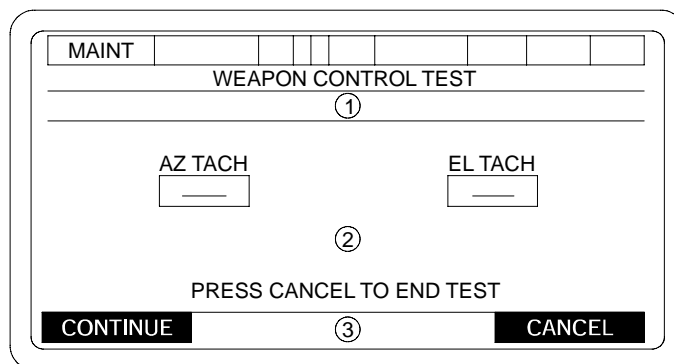 MAINT
WEAPON CONTROL TEST
1
AZ TACH EL TACH
2
PRESS CANCEL TO END TEST
CONTINUE 3 CANCEL